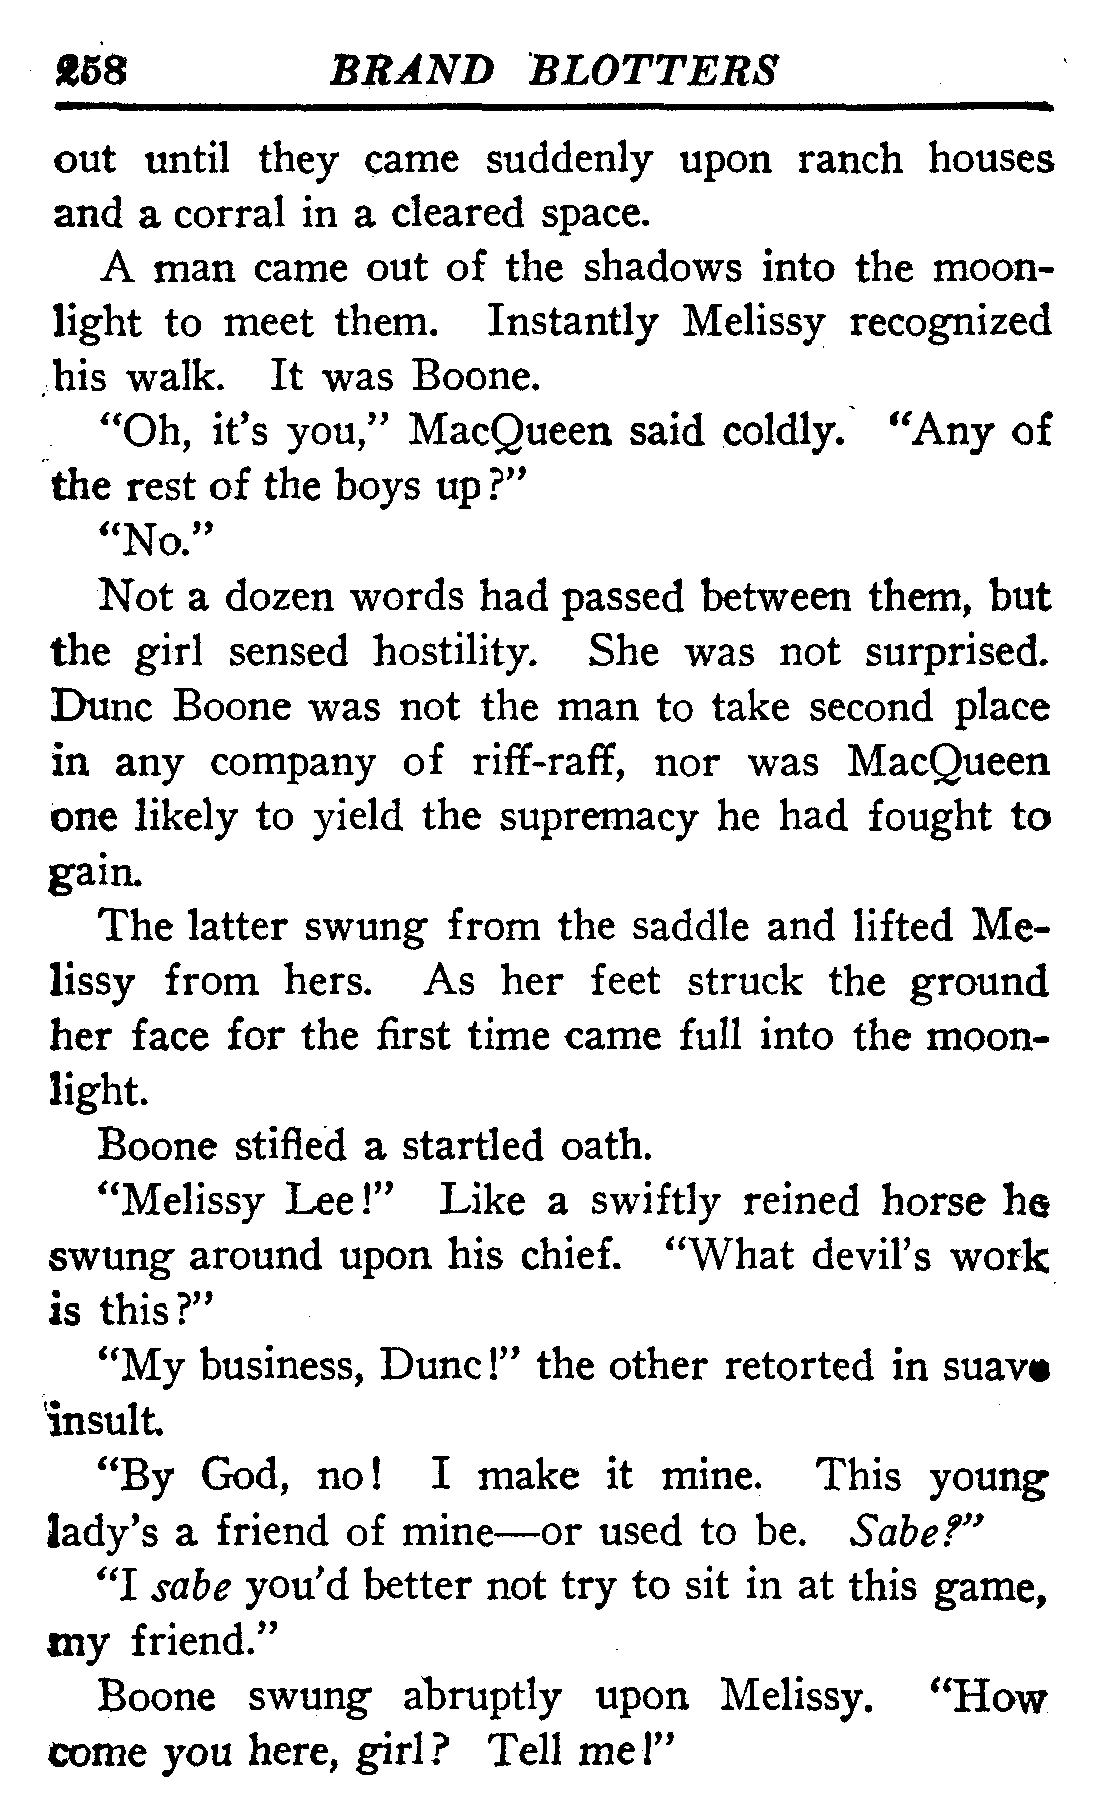 258 BRAND BLOTTERS
out until they came suddenly upon ranch houses
and a corral in a cleared space.
A man came out of the shadows into the moon-
light to meet them. Instantly Melissy recognized
his walk. It was Boone.
“Oh, it’s you,” MacQueen said coldly. “Any of
the rest of the boys up?”
“No.”
Not a dozen words had passed between them, but
the girl sensed hostility. She was not surprised.
Dunc Boone was not the man to take second place
in any company of riff-raff, nor was MacQueen
one likely to yield the supremacy he had fought to
gain.
The latter swung from the saddle and lifted Me-
lissy from hers. As her feet struck the ground
her face for the first time came full into the moon-
light.
Boone stifled a startled oath.
“Melissy Lee!” Like a swiftly reined horse he
swung around upon his chief. “What devil’s work
is this?”
“My business, Dunc!” the other retorted in suave
insult.
“By God, no! I make it mine. This young
lady’s a friend of mine—or used to be. Sabe?”
“I sabe you’d better not try to sit in at this game,
my friend.”
Boone swung abruptly upon Melissy. “How
come you here, girl? Tell me!”